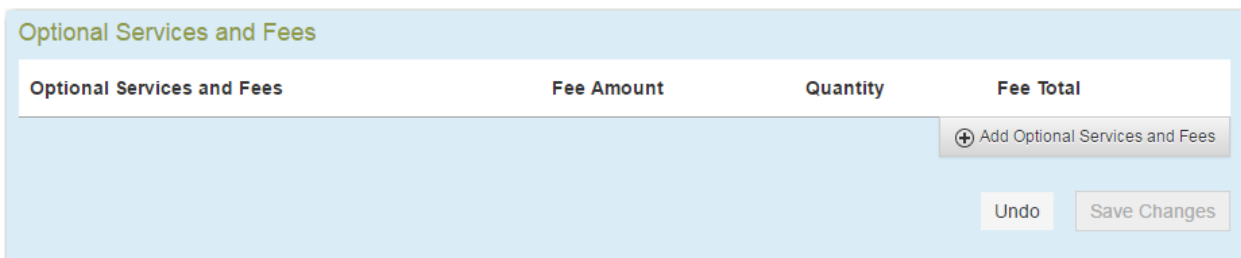 Optional Services and Fees
Optional Services and Fees Fee Amount Quantity Fee Total
Add Optional Services and Fees
Undo Save Changes